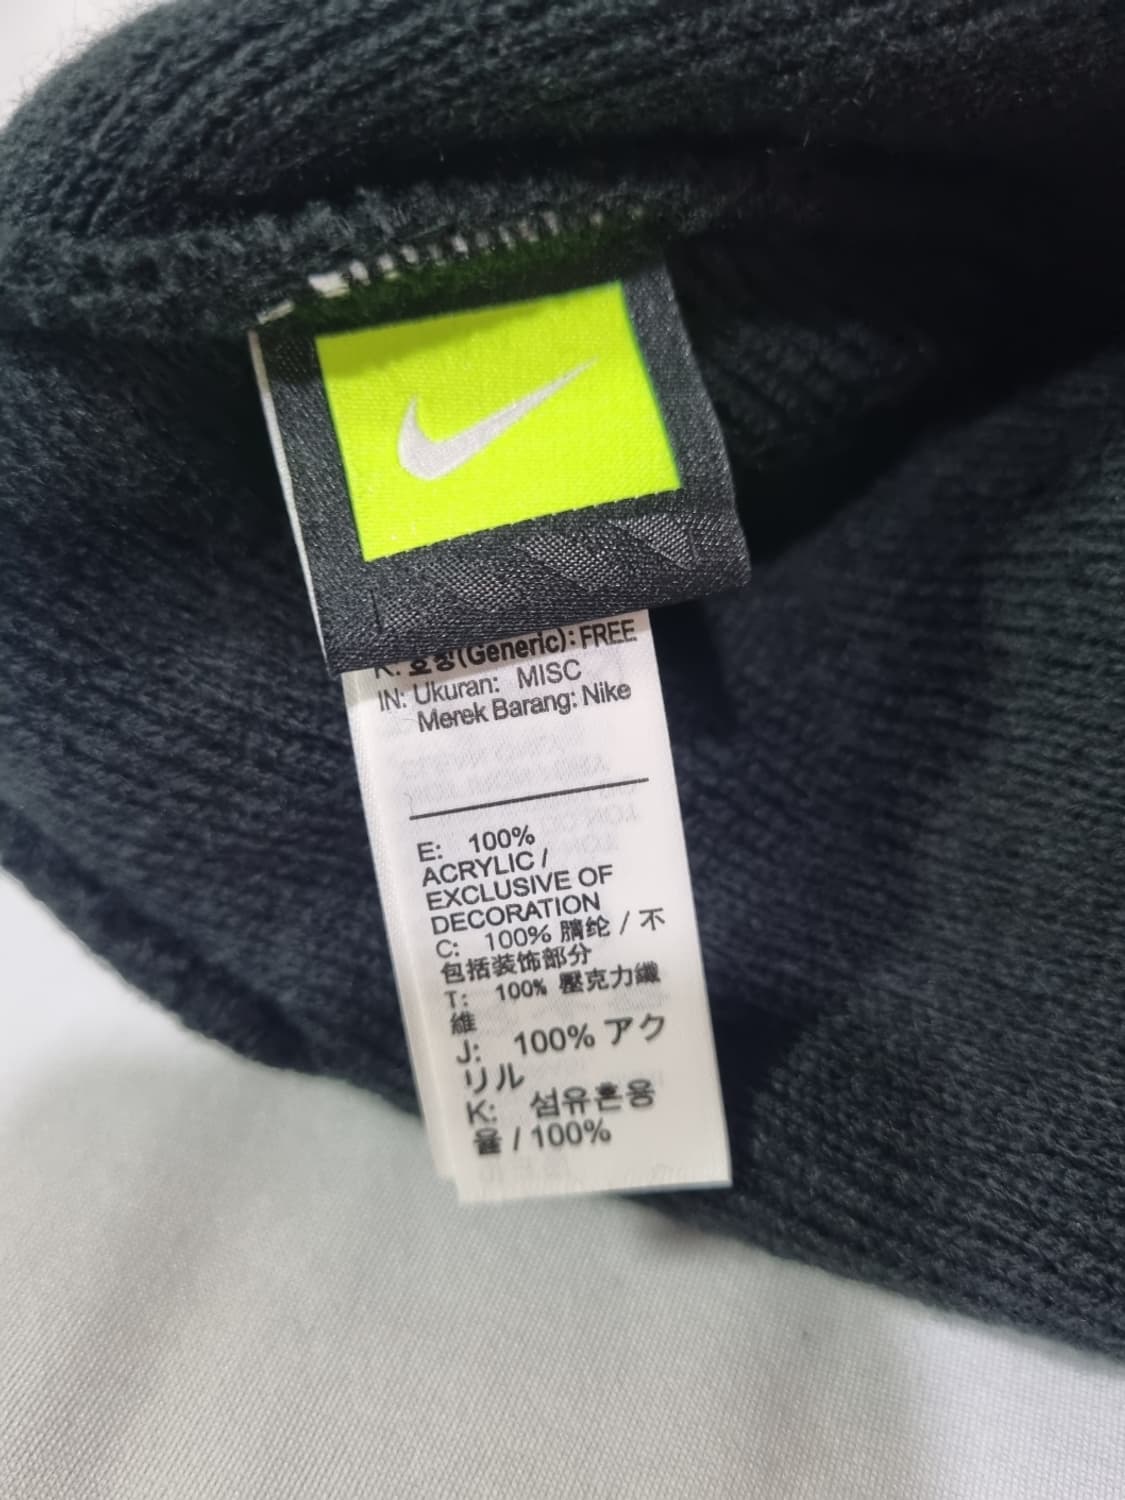 K: 호칭(Generic): FREE
IN: Ukuran: MISC
Merek Barang: Nike
E: 100%
ACRYLIC /
EXCLUSIVE OF
DECORATION
C: 100% 腈纶 / 不
包括装饰部分
T: 100% 壓克力纖
維
J: 100% アク
リル
K: 섬유혼용
율 / 100%